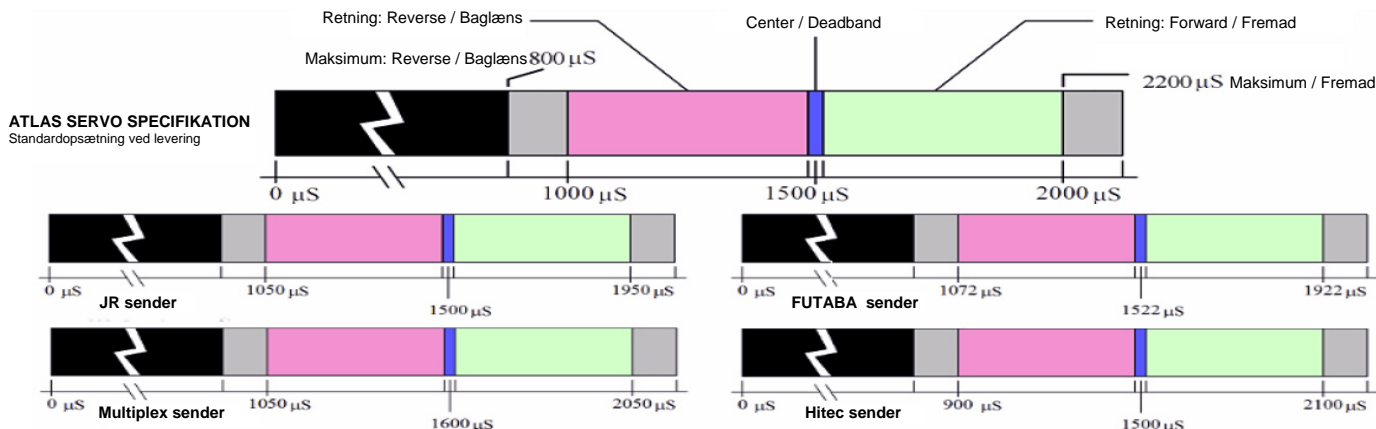 Retning: Reverse / Baglæns
Center / Deadband
Retning: Forward / Fremad
Maksimum: Reverse / Baglæns 800 µS
2200 µS Maksimum / Fremad
ATLAS SERVO SPECIFIKATION
Standardopsætning ved levering
0 µS 1000 µS 1500 µS 2000 µS
0 µS 1050 µS 1950 µS
JR sender
1500 µS
0 µS 1072 µS 1922 µS
FUTABA sender
1522 µS
0 µS 1050 µS 2050 µS
Multiplex sender
1600 µS
0 µS 900 µS 2100 µS
Hitec sender
1500 µS